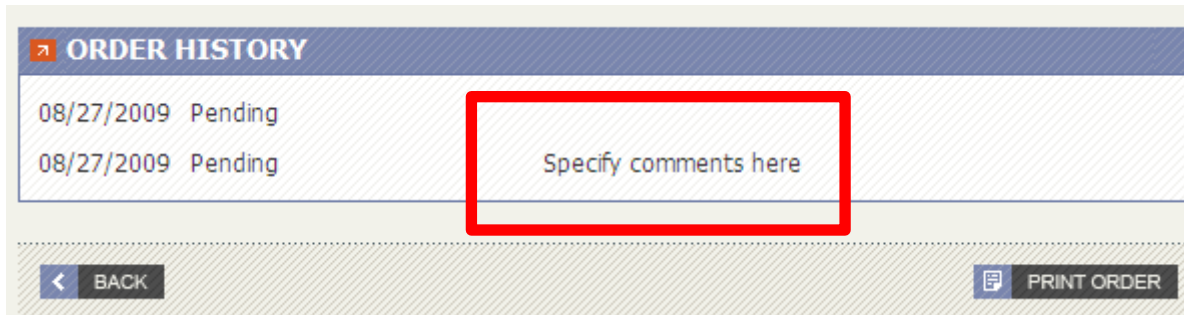 ORDER HISTORY
08/27/2009 Pending
08/27/2009 Pending Specify comments here
BACK PRINT ORDER